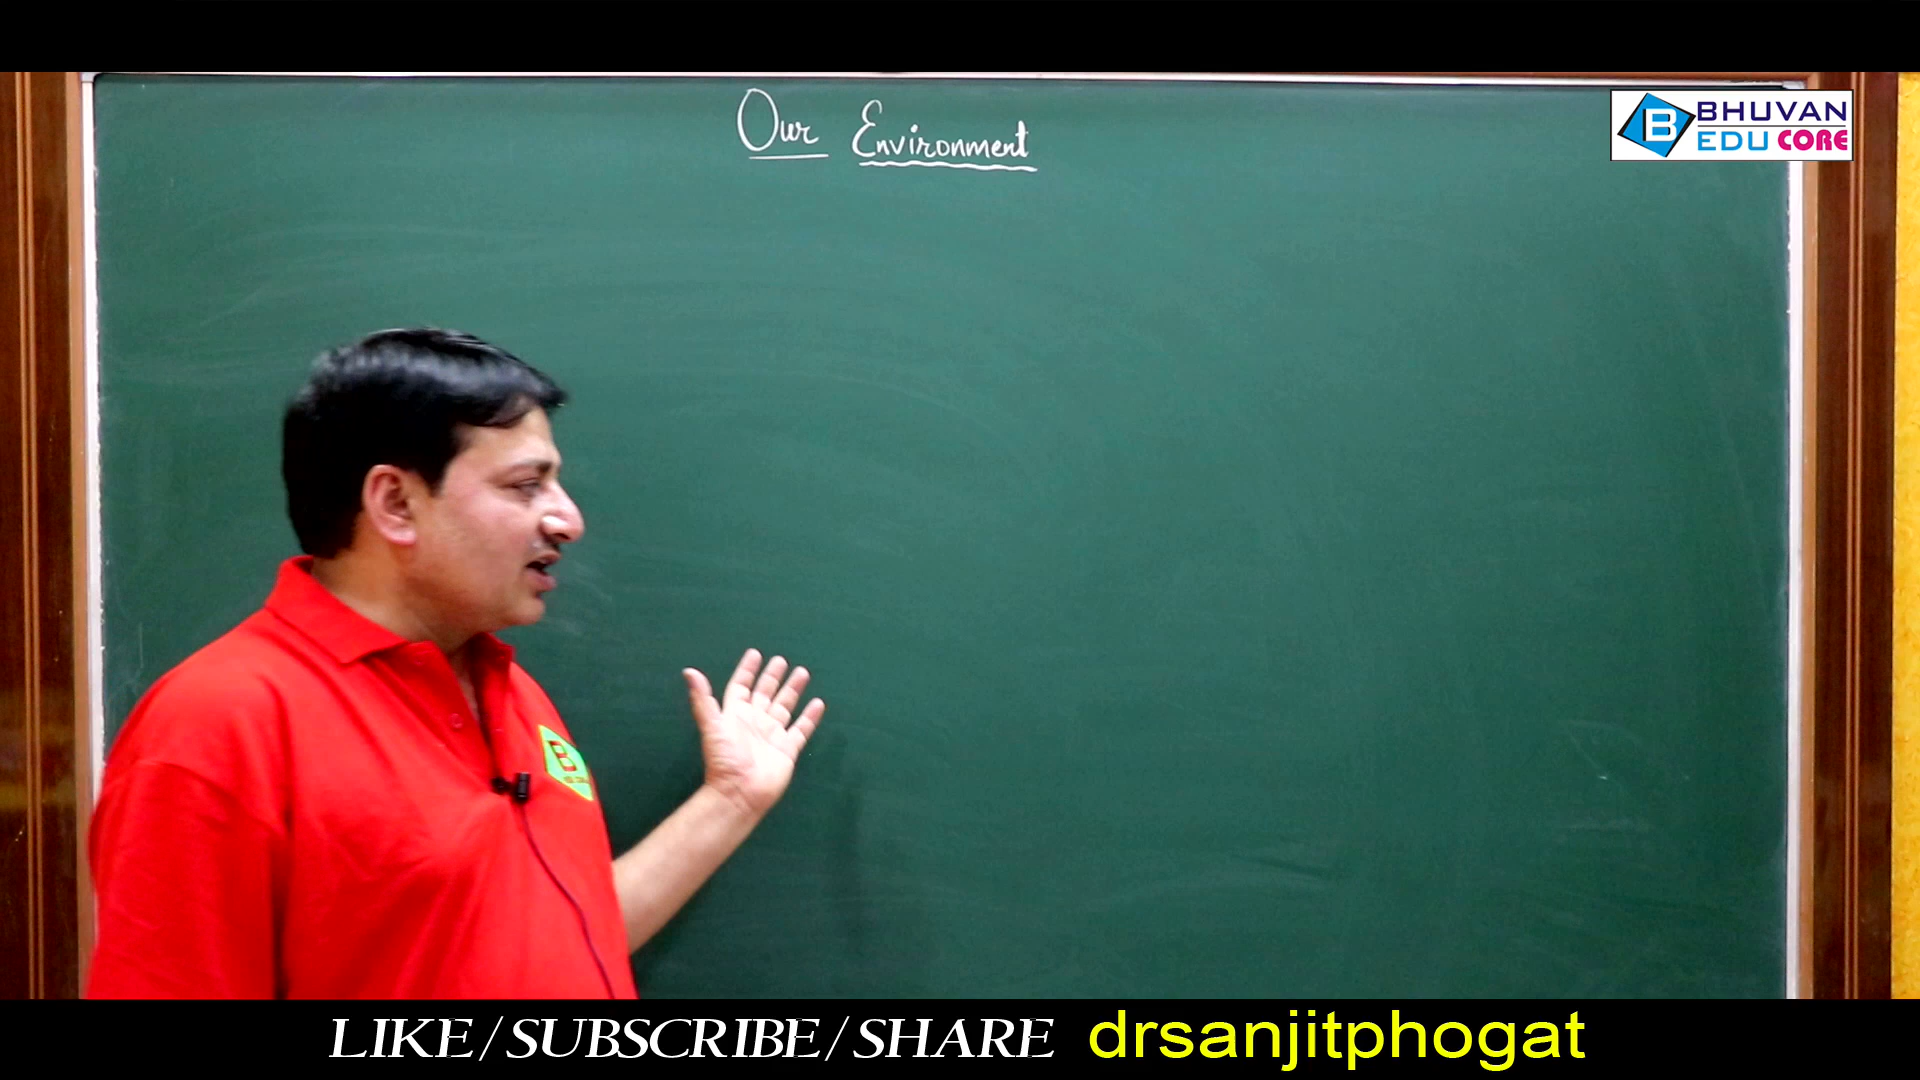 Our Environment
BHUVAN
B
EDU CORE
B
LIKE/SUBSCRIBE/SHARE drsanjitphogat